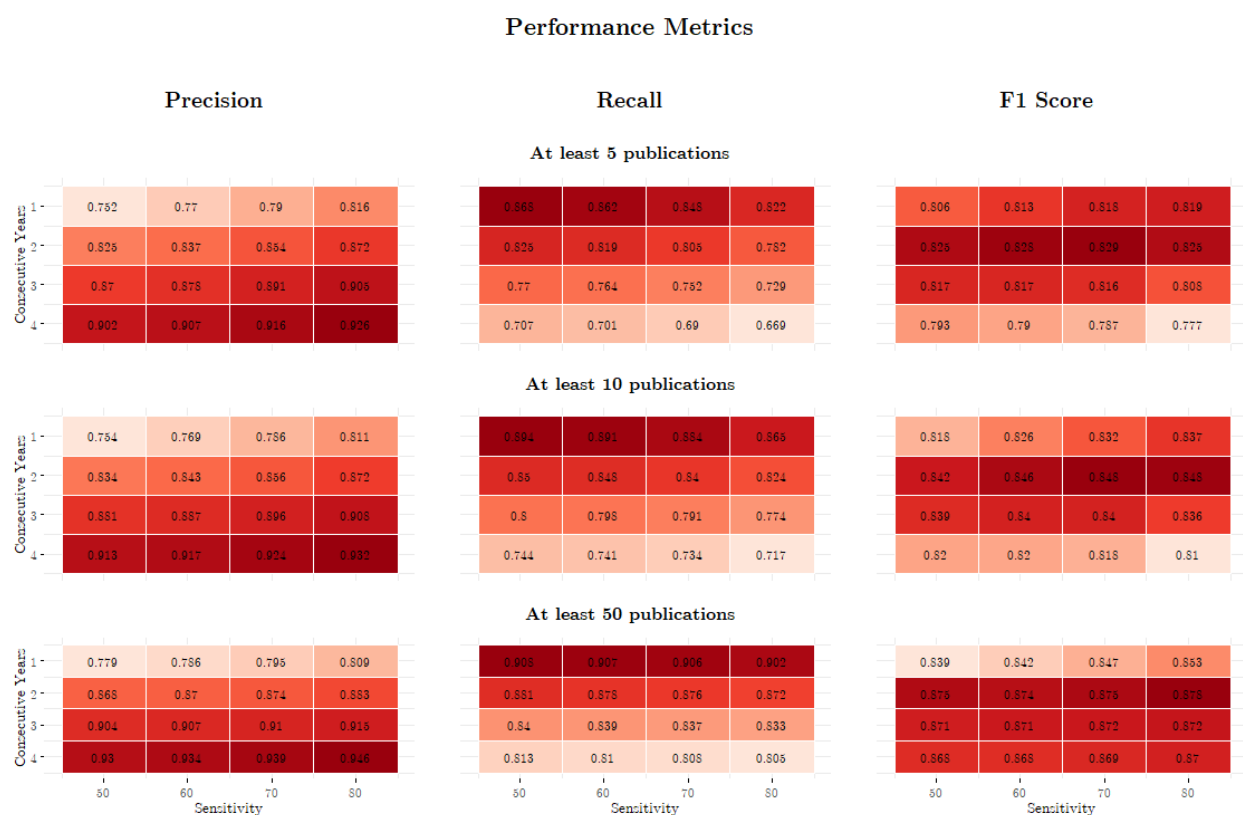 Performance Metrics
Precision Recall F1 Score
At least 5 publications
Consecutive Years
1 0.752 0.77 0.79 0.816 0.868 0.862 0.848 0.822 0.806 0.813 0.818 0.819
2 0.825 0.837 0.854 0.872 0.825 0.819 0.805 0.782 0.825 0.828 0.829 0.825
3 0.87 0.878 0.891 0.905 0.77 0.764 0.752 0.729 0.817 0.817 0.816 0.808
4 0.902 0.907 0.916 0.926 0.707 0.701 0.69 0.669 0.793 0.79 0.787 0.777
At least 10 publications
Consecutive Years
1 0.754 0.769 0.786 0.811 0.894 0.891 0.884 0.865 0.818 0.826 0.832 0.837
2 0.834 0.843 0.856 0.872 0.85 0.848 0.84 0.824 0.842 0.846 0.848 0.848
3 0.881 0.887 0.896 0.908 0.8 0.798 0.791 0.774 0.839 0.84 0.84 0.836
4 0.913 0.917 0.924 0.932 0.744 0.741 0.734 0.717 0.82 0.82 0.818 0.81
At least 50 publications
Consecutive Years
1 0.779 0.786 0.795 0.809 0.908 0.907 0.906 0.902 0.839 0.842 0.847 0.853
2 0.868 0.87 0.874 0.883 0.881 0.878 0.876 0.872 0.875 0.874 0.875 0.878
3 0.904 0.907 0.91 0.915 0.84 0.839 0.837 0.833 0.871 0.871 0.872 0.872
4 0.93 0.934 0.939 0.946 0.813 0.81 0.808 0.805 0.868 0.868 0.869 0.87
50 60 70 80 50 60 70 80 50 60 70 80
Sensitivity Sensitivity Sensitivity